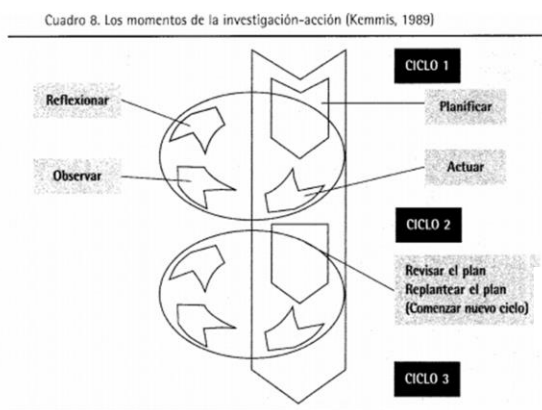 Cuadro 8. Los momentos de la investigación-acción (Kemmis, 1989)
CICLO 1
Reflexionar
Planificar
Observar
Actuar
CICLO 2
Revisar el plan
Replantear el plan
(Comenzar nuevo ciclo)
CICLO 3